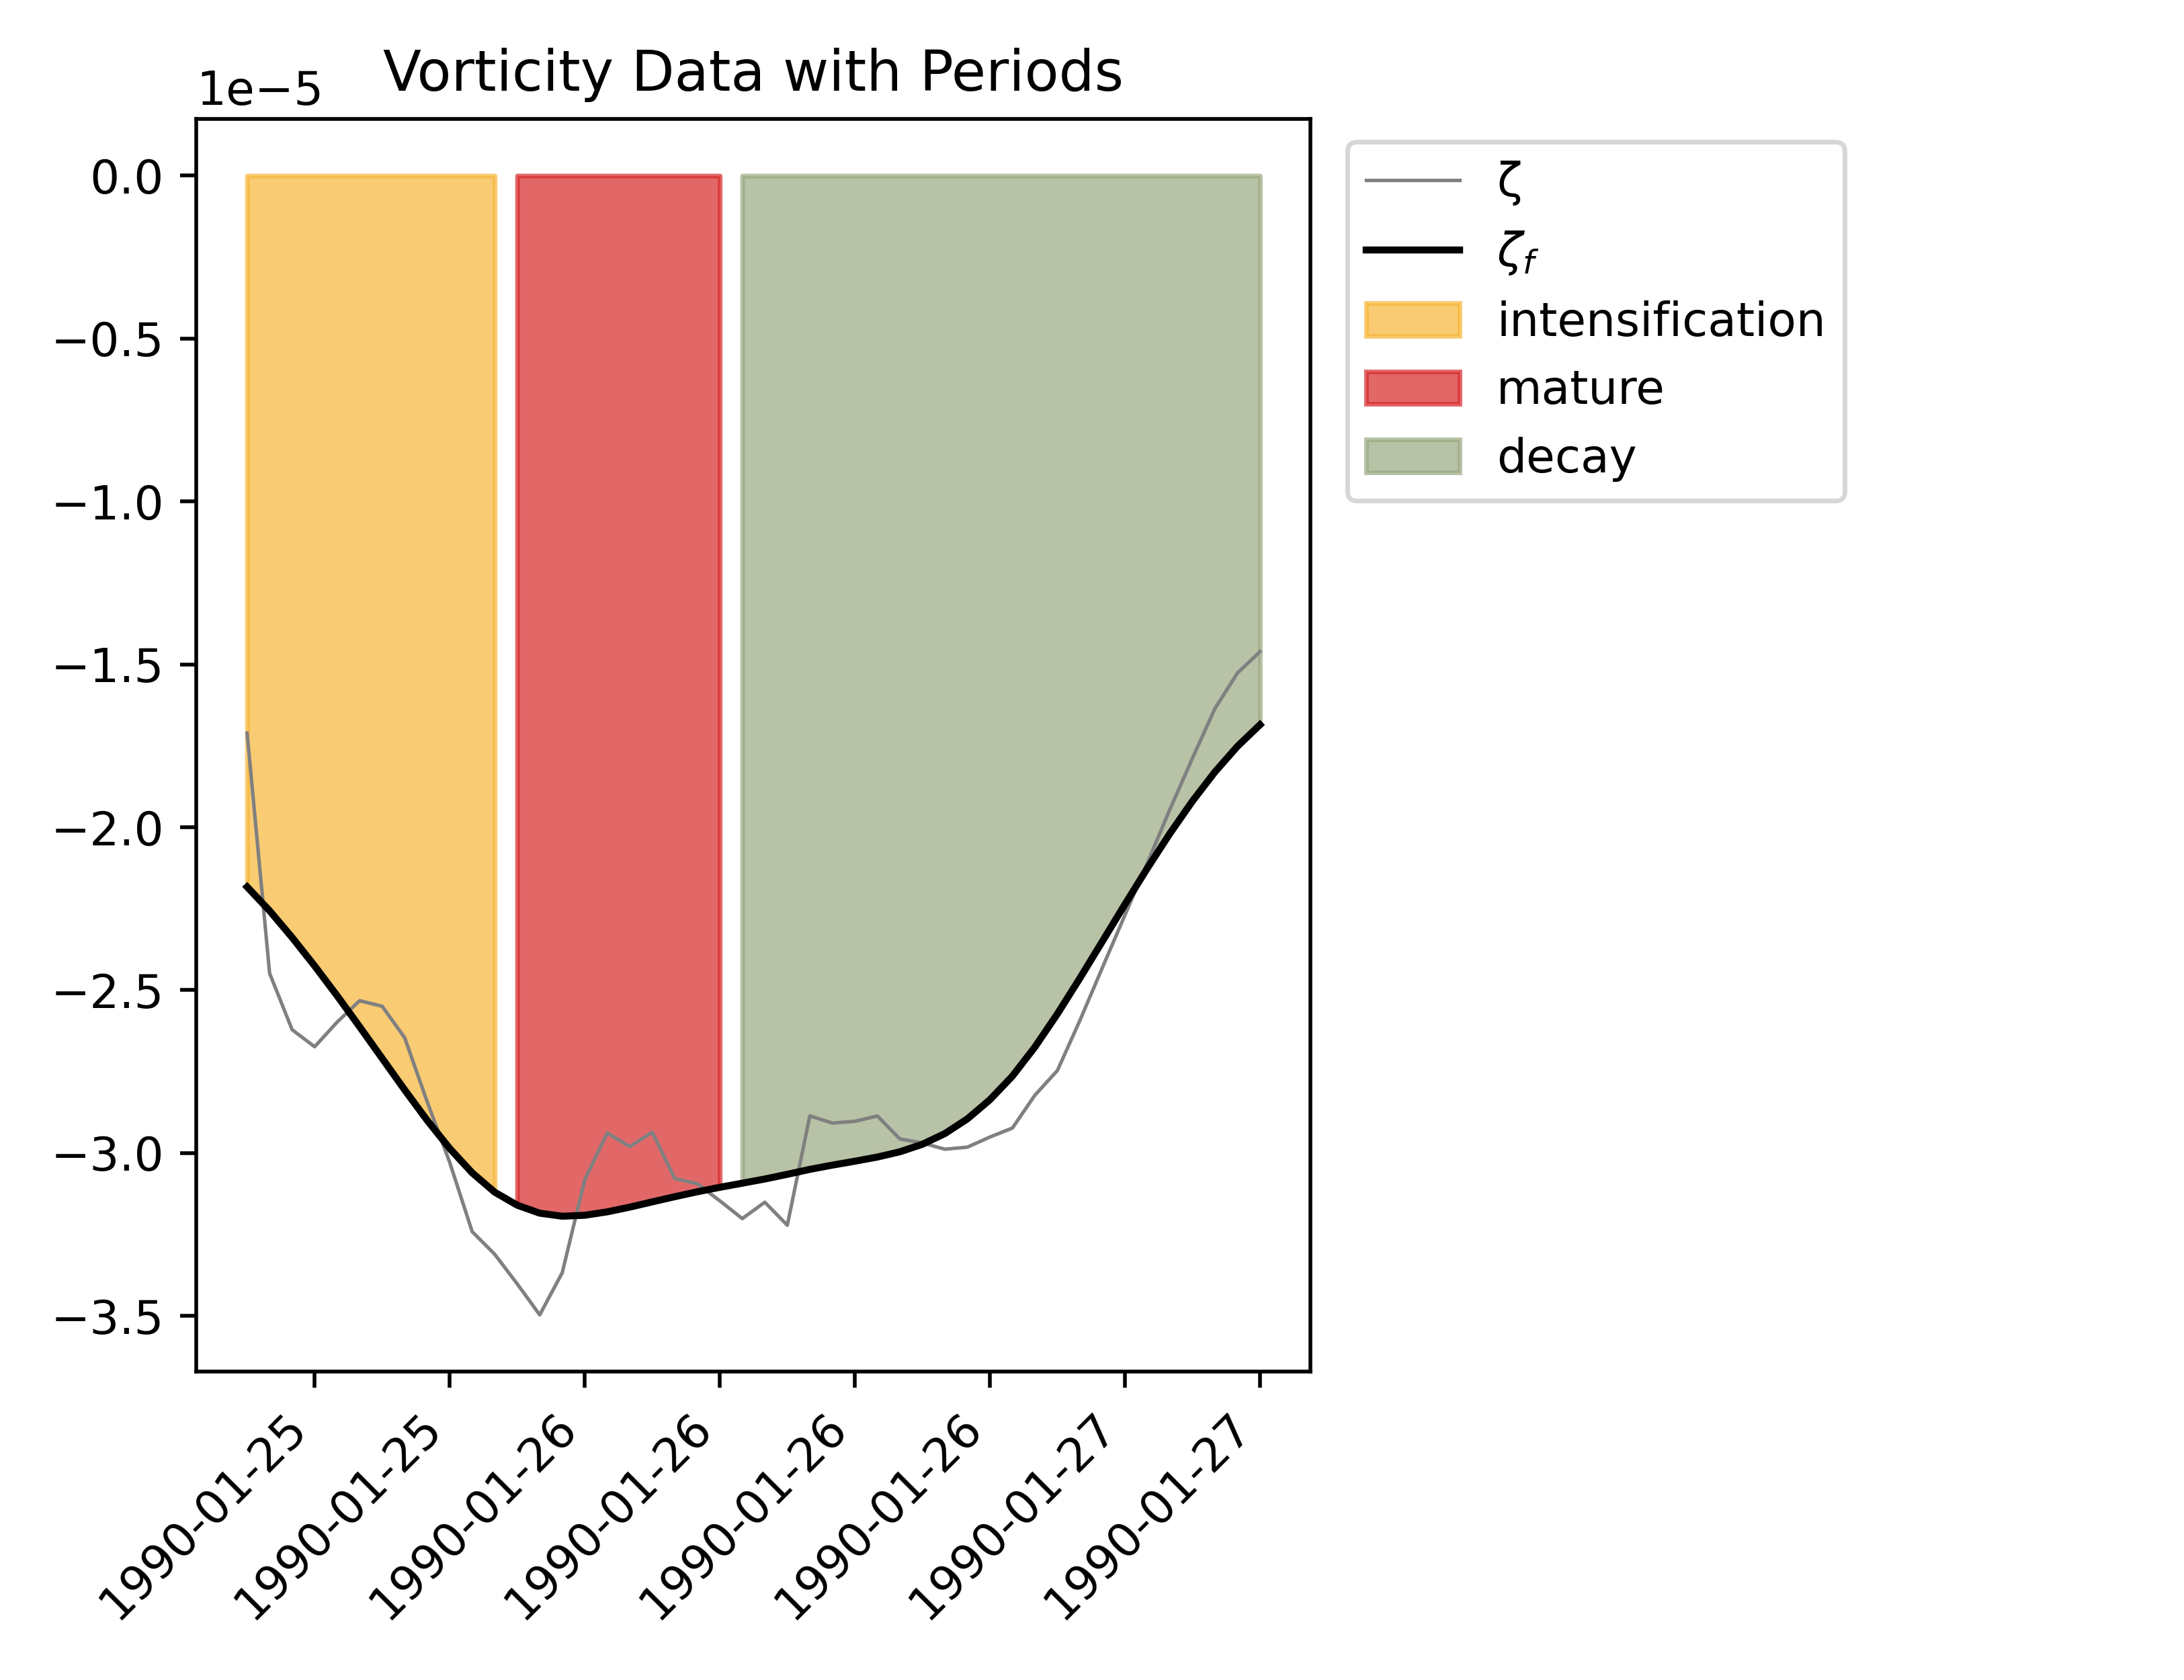 Vorticity Data with Periods
1e−5
0.0
−0.5
−1.0
−1.5
−2.0
−2.5
−3.0
−3.5
1990-01-25
1990-01-25
1990-01-26
1990-01-26
1990-01-26
1990-01-26
1990-01-27
1990-01-27
ζ
ζf
intensification
mature
decay